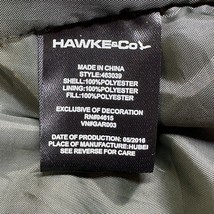 HAWKE&Co
MADE IN CHINA
STYLE:463039
SHELL:100%POLYESTER
LINING:100%POLYESTER
FILL:100%POLYESTER
EXCLUSIVE OF DECORATION
RN#94615
VN#GAR003
DATE OF PRODUCTION: 05/2016
PLACE OF MANUFACTURE:HUBEI
SEE REVERSE FOR CARE